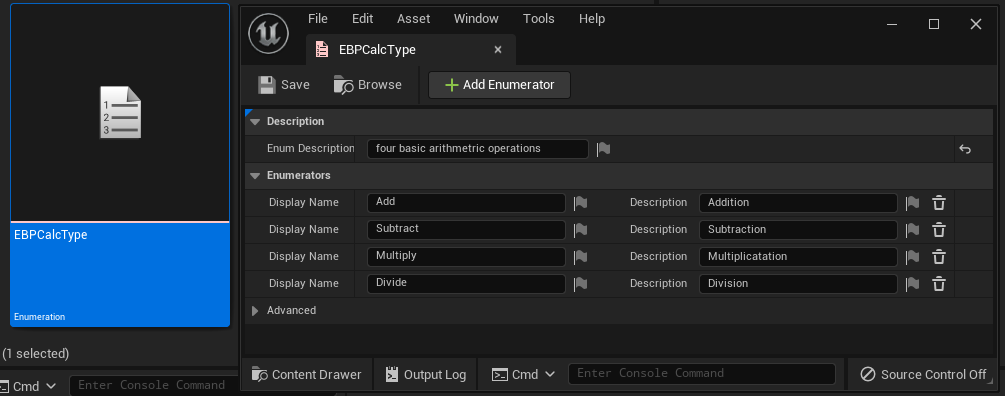 File Edit Asset Window Tools Help
EBPCalcType
Save Browse Add Enumerator
Description
Enum Description four basic arithmetric operations
Enumerators
Display Name Add Description Addition
Display Name Subtract Description Subtraction
Display Name Multiply Description Multiplicatation
Display Name Divide Description Division
Advanced
Content Drawer Output Log Cmd Enter Console Command Source Control Off
1
2
3
EBPCalcType
Enumeration
(1 selected)
Cmd Enter Console Command